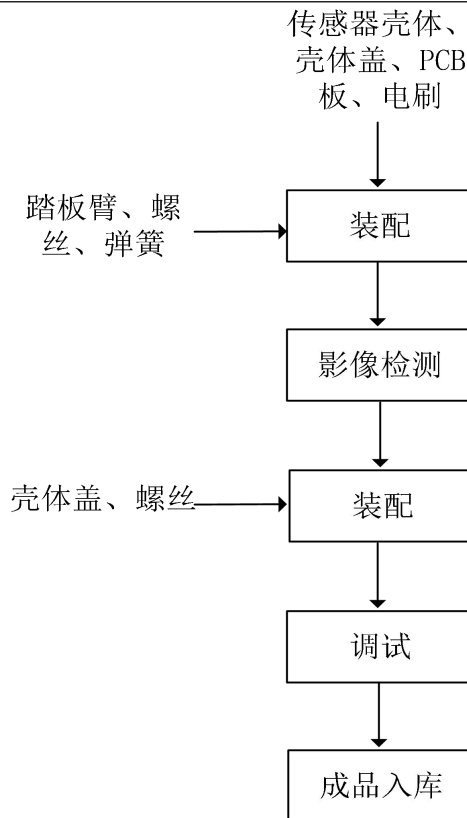 传感器壳体、
壳体盖、PCB
板、电刷
踏板臂、螺
丝、弹簧
装配
影像检测
壳体盖、螺丝
装配
调试
成品入库